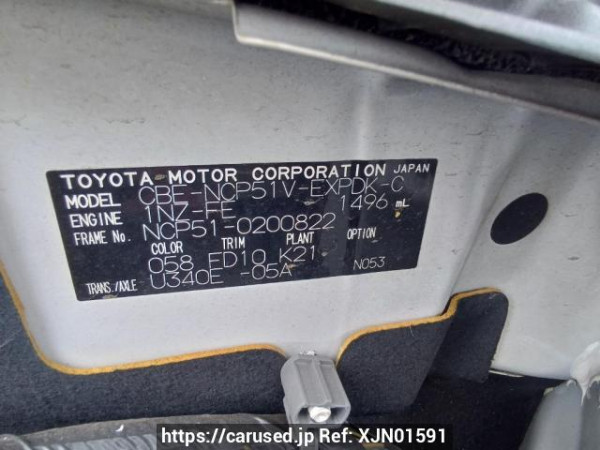 TOYOTA MOTOR CORPORATION JAPAN
MODEL CBE-NCP51V-EXPDK-C
ENGINE 1NZ-FE 1496 mL
FRAME No. NCP51-0200822
COLOR TRIM PLANT
058 FD10 K21
TRANS./AXLE U340E -05A N053
https://carused.jp Ref: XJN01591